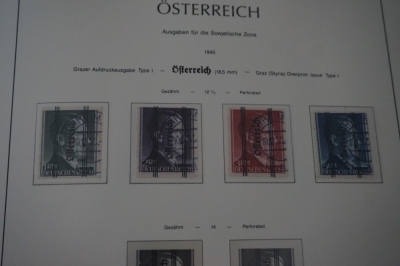 ÖSTERREICH
Ausgaben für die Sowjetische Zone
1945
Grazer Aufdruckausgabe Type I — Österreich (18,5 mm) — Graz (Styria) Overprint Issue Type I
Gezähnt — 12 ½ — Perforated
Gezähnt — 14 — Perforated